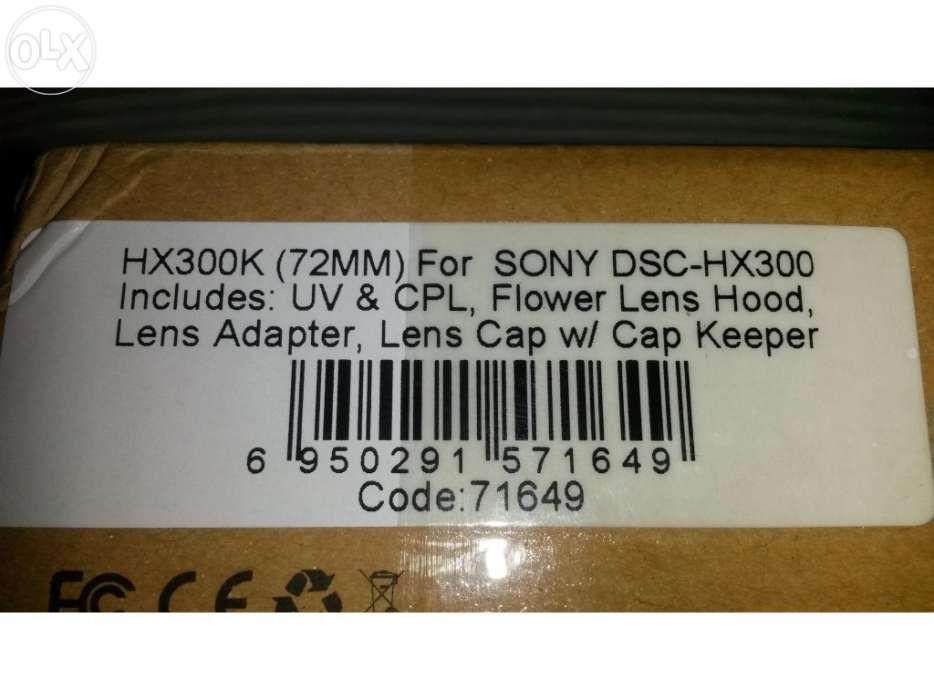 OLX
HX300K (72MM) For SONY DSC-HX300
Includes: UV & CPL, Flower Lens Hood,
Lens Adapter, Lens Cap w/ Cap Keeper
6 950291 571649
Code:71649
FC CE